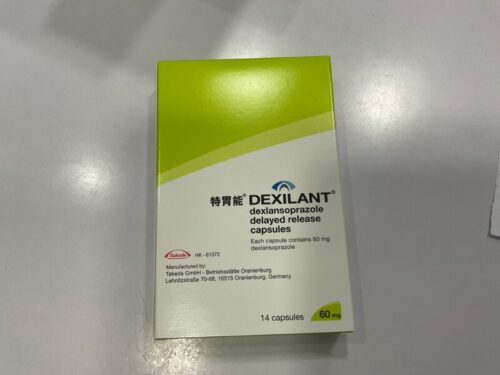 特胃能® DEXILANT®
dexlansoprazole
delayed release
capsules
Each capsule contains 60 mg
dexlansoprazole
Takeda
HK - 61372
Manufactured by:
Takeda GmbH - Betriebsstätte Oranienburg
Lehnitzstraße 70-98, 16515 Oranienburg, Germany
14 capsules
60 mg